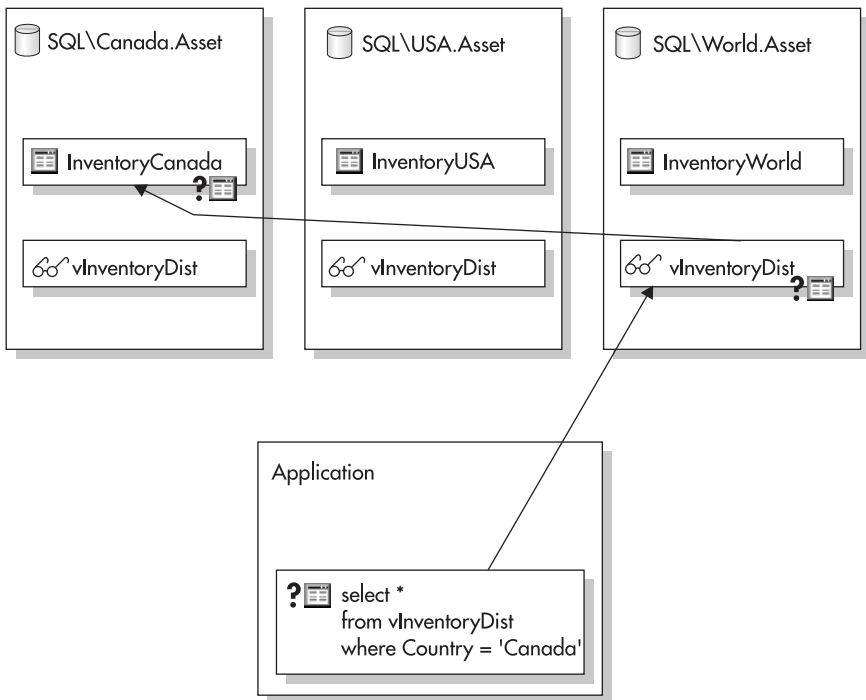 SQL\Canada.Asset
InventoryCanada
?
vInventoryDist
SQL\USA.Asset
InventoryUSA
vInventoryDist
SQL\World.Asset
InventoryWorld
vInventoryDist
?
Application
? select *
from vInventoryDist
where Country = 'Canada'